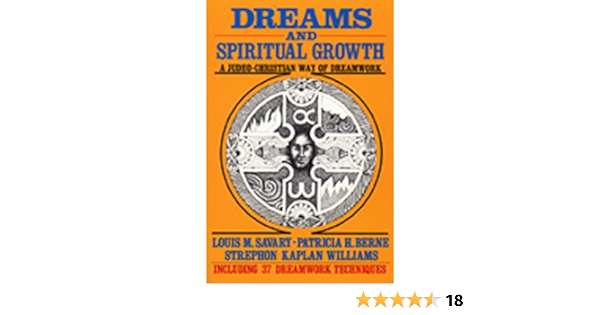 DREAMS
AND
SPIRITUAL GROWTH
A JUDEO-CHRISTIAN WAY OF DREAMWORK
LOUIS M. SAVARY · PATRICIA H. BERNE
STREPHON KAPLAN WILLIAMS
INCLUDING 37 DREAMWORK TECHNIQUES
18